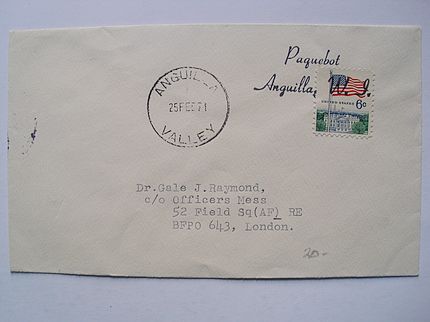 Paquebot
Anguilla, W. I.
ANGUILLA
25 FEB 71
VALLEY
UNITED STATES
6c
Dr.Gale J.Raymond,
c/o Officers Mess
52 Field Sq(AF) RE
BFPO 643, London.
20-